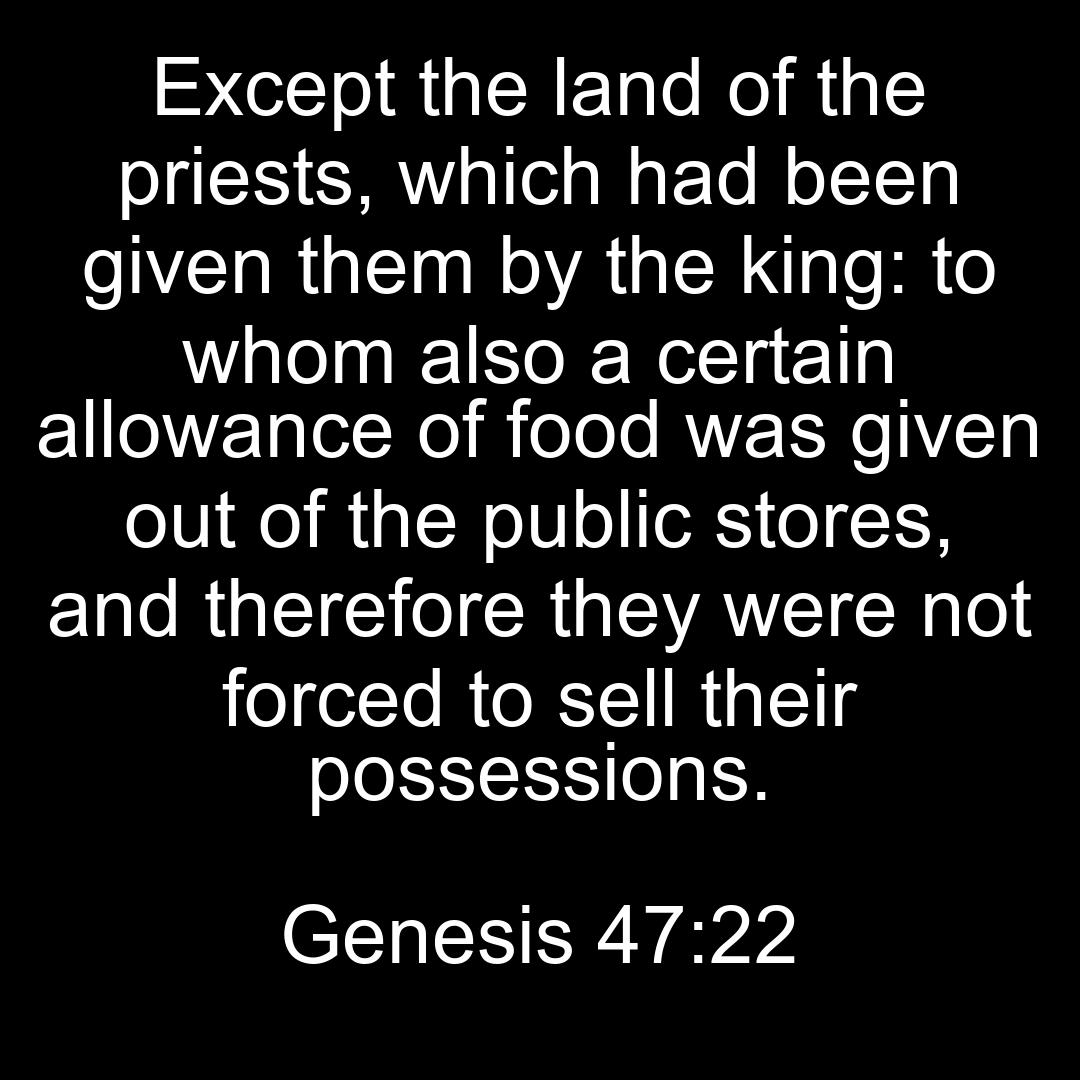 Except the land of the
priests, which had been
given them by the king: to
whom also a certain
allowance of food was given
out of the public stores,
and therefore they were not
forced to sell their
possessions.
Genesis 47:22